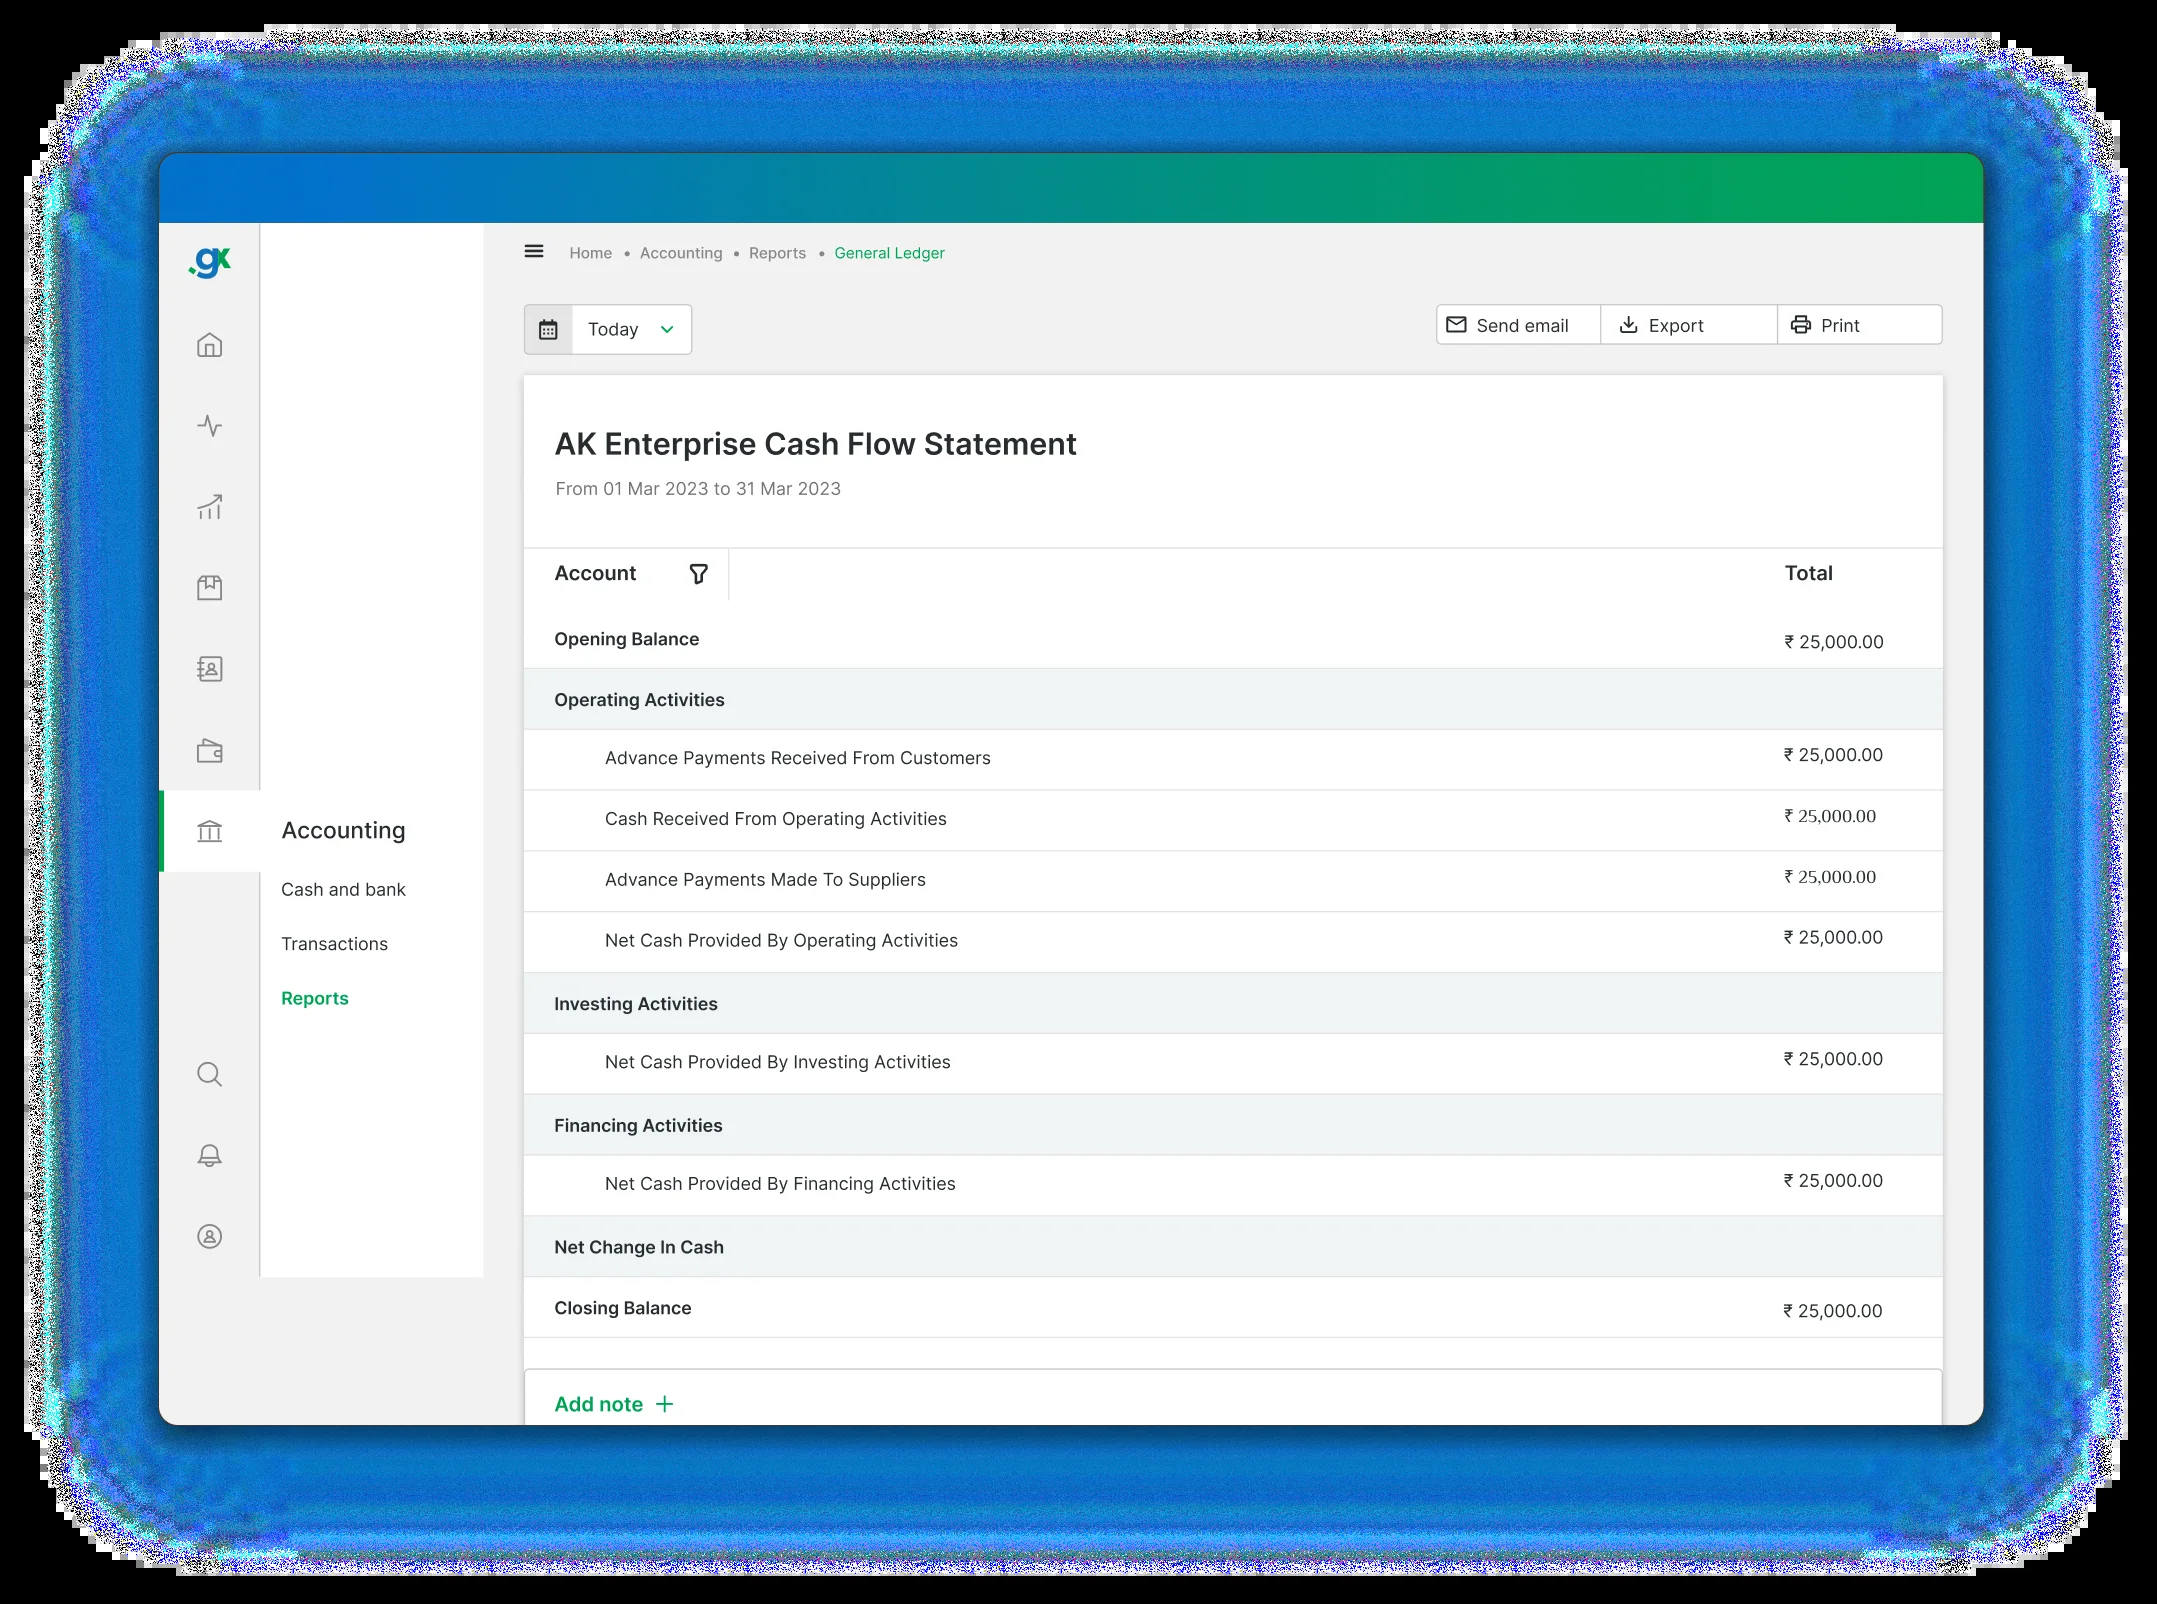 .gx
Home • Accounting • Reports • General Ledger
Today
Send email
Export
Print
AK Enterprise Cash Flow Statement
From 01 Mar 2023 to 31 Mar 2023
Account
Total
Opening Balance ₹ 25,000.00
Operating Activities
Advance Payments Received From Customers ₹ 25,000.00
Cash Received From Operating Activities ₹ 25,000.00
Advance Payments Made To Suppliers ₹ 25,000.00
Net Cash Provided By Operating Activities ₹ 25,000.00
Investing Activities
Net Cash Provided By Investing Activities ₹ 25,000.00
Financing Activities
Net Cash Provided By Financing Activities ₹ 25,000.00
Net Change In Cash
Closing Balance ₹ 25,000.00
Add note +
Accounting
Cash and bank
Transactions
Reports